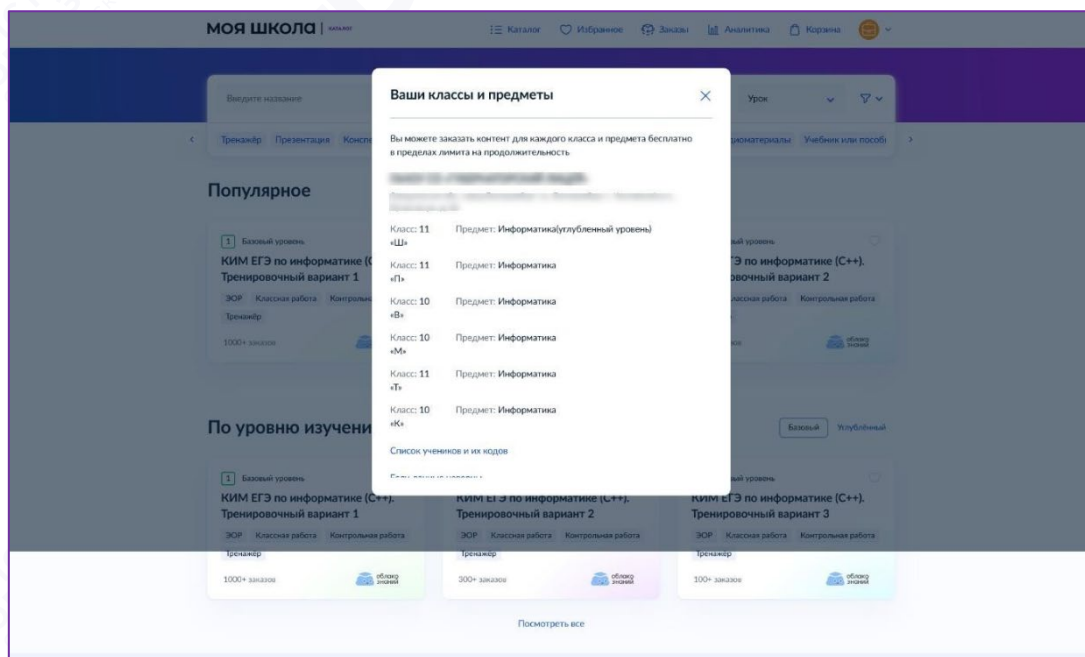 МОЯ ШКОЛА | КАТАЛОГ
Каталог Избранное Заказы Аналитика Корзина
Введите название
Урок
Тренажёр Презентация
Учебник или пособи
Ваши классы и предметы
Вы можете заказать контент для каждого класса и предмета бесплатно
в пределах лимита на продолжительность
Класс: 11 Предмет: Информатика(углубленный уровень)
«Ш»
Класс: 11 Предмет: Информатика
«П»
Класс: 10 Предмет: Информатика
«В»
Класс: 10 Предмет: Информатика
«М»
Класс: 11 Предмет: Информатика
«Т»
Класс: 10 Предмет: Информатика
«К»
Список учеников и их кодов
Популярное
1 Базовый уровень
КИМ ЕГЭ по информатике (С
Тренировочный вариант 1
ЭОР Классная работа
Тренажёр
1000+ заказов
ЕГЭ по информатике (C++).
вариант 2
Контрольная работа
облако
знаний
По уровню изучени
Базовый Углублённый
1 Базовый уровень
КИМ ЕГЭ по информатике (C++).
Тренировочный вариант 1
ЭОР Классная работа Контрольная работа
Тренажёр
1000+ заказов
облако
знаний
КИМ ЕГЭ по информатике (C++).
Тренировочный вариант 2
ЭОР Классная работа Контрольная работа
Тренажёр
300+ заказов
облако
знаний
уровень
КИМ ЕГЭ по информатике (C++).
Тренировочный вариант 3
ЭОР Классная работа Контрольная работа
Тренажёр
100+ заказов
облако
знаний
Посмотреть все